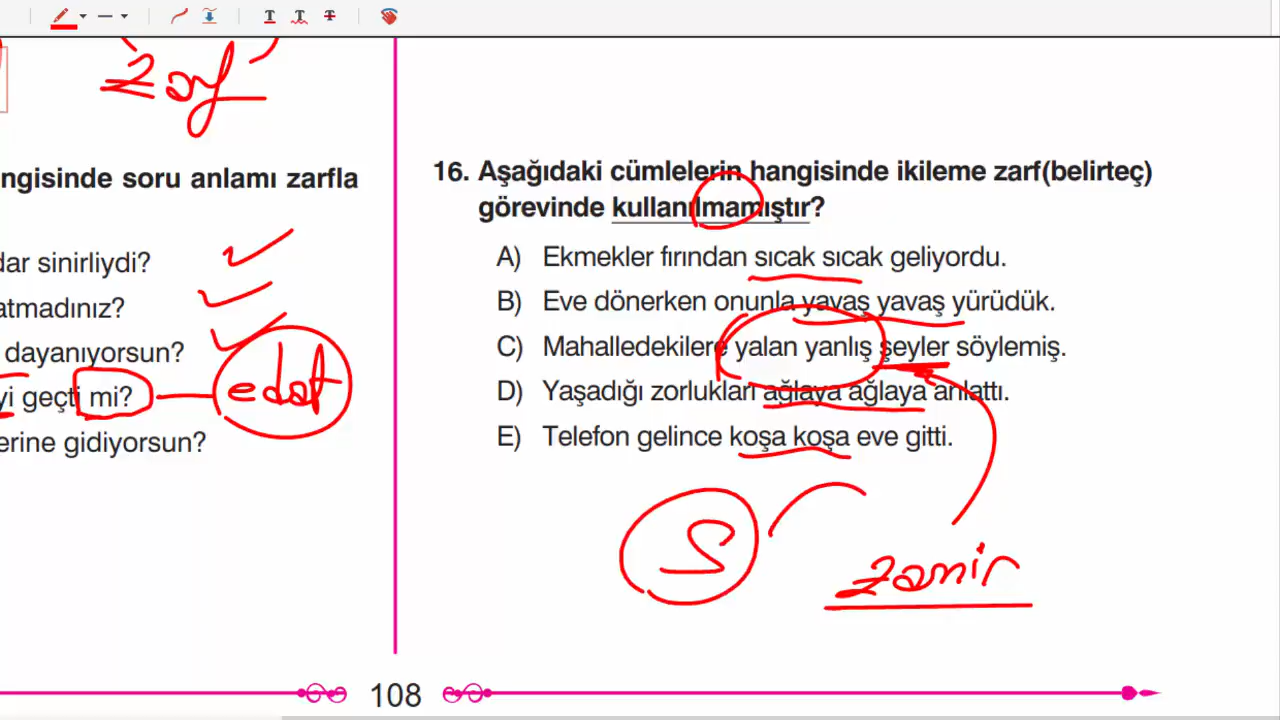 zarf
ngisinde soru anlamı zarfla
dar sinirliydi?
atmadınız?
dayanıyorsun?
yi geçti mi?
edat
erine gidiyorsun?
16. Aşağıdaki cümlelerin hangisinde ikileme zarf(belirteç)
görevinde kullanılmamıştır?
A) Ekmekler fırından sıcak sıcak geliyordu.
B) Eve dönerken onunla yavaş yavaş yürüdük.
C) Mahalledekilere yalan yanlış şeyler söylemiş.
D) Yaşadığı zorlukları ağlaya ağlaya anlattı.
E) Telefon gelince koşa koşa eve gitti.
S
zamir
108